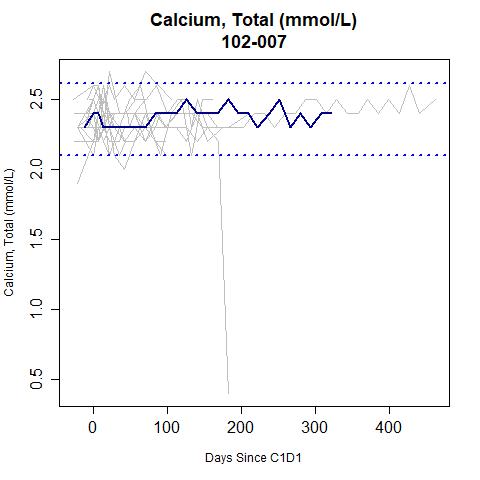 Calcium, Total (mmol/L)
102-007
Calcium, Total (mmol/L)
2.5
2.0
1.5
1.0
0.5
0 100 200 300 400
Days Since C1D1